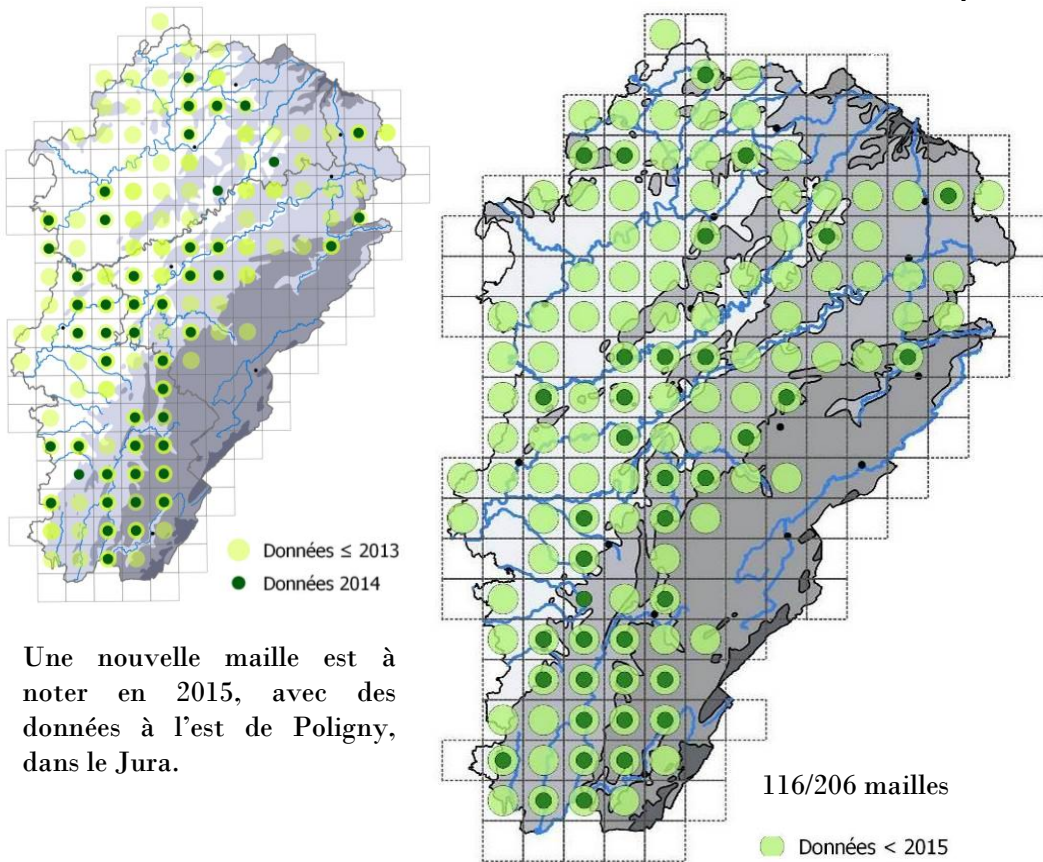 Données ≤ 2013
Données 2014
Une nouvelle maille est à
noter en 2015, avec des
données à l'est de Poligny,
dans le Jura.
116/206 mailles
Données < 2015